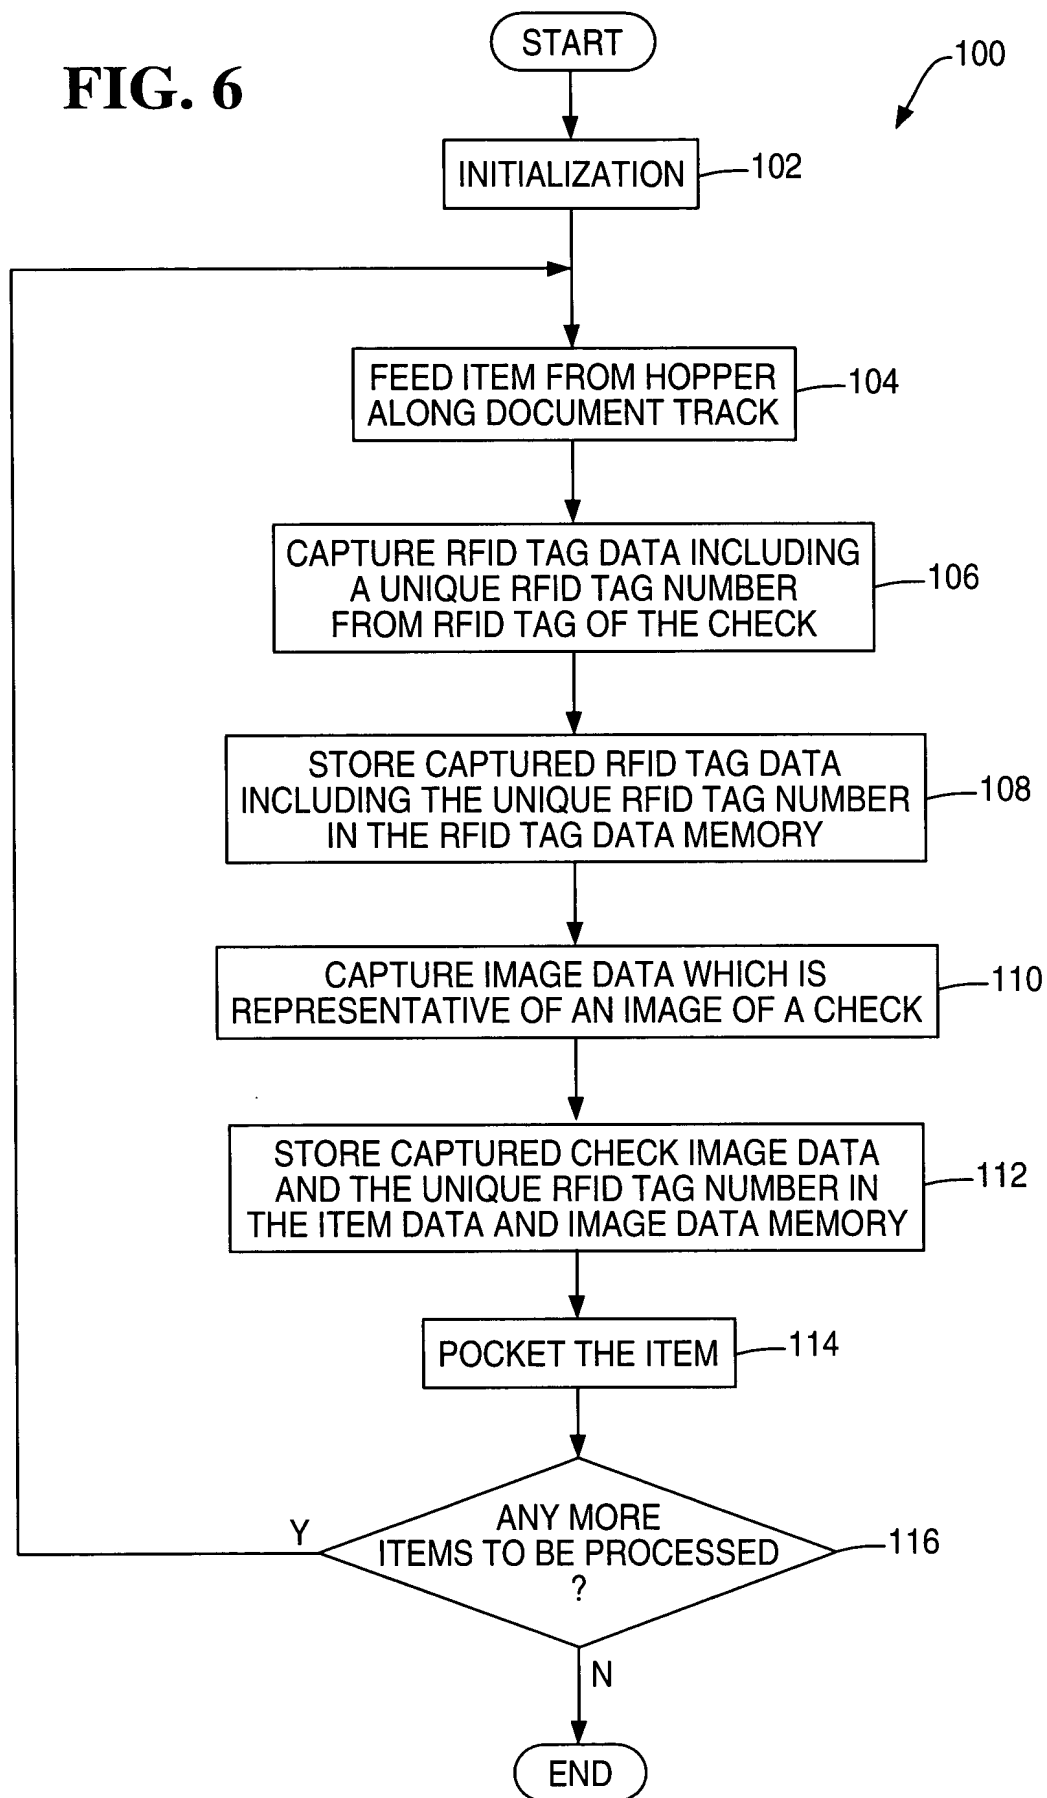 START
100
FIG. 6
INITIALIZATION
102
FEED ITEM FROM HOPPER
ALONG DOCUMENT TRACK
104
CAPTURE RFID TAG DATA INCLUDING
A UNIQUE RFID TAG NUMBER
FROM RFID TAG OF THE CHECK
106
STORE CAPTURED RFID TAG DATA
INCLUDING THE UNIQUE RFID TAG NUMBER
IN THE RFID TAG DATA MEMORY
108
CAPTURE IMAGE DATA WHICH IS
REPRESENTATIVE OF AN IMAGE OF A CHECK
110
STORE CAPTURED CHECK IMAGE DATA
AND THE UNIQUE RFID TAG NUMBER IN
THE ITEM DATA AND IMAGE DATA MEMORY
112
POCKET THE ITEM
114
ANY MORE
ITEMS TO BE PROCESSED
?
116
Y
N
END